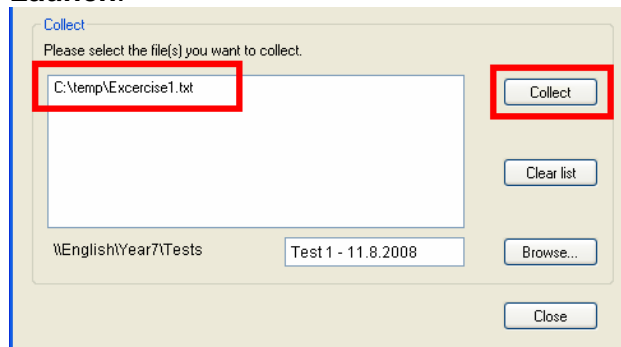 Collect
Please select the file(s) you want to collect.
C:\temp\Excercise1.txt
Collect
Clear list
\\English\Year7\Tests
Test 1 - 11.8.2008
Browse...
Close